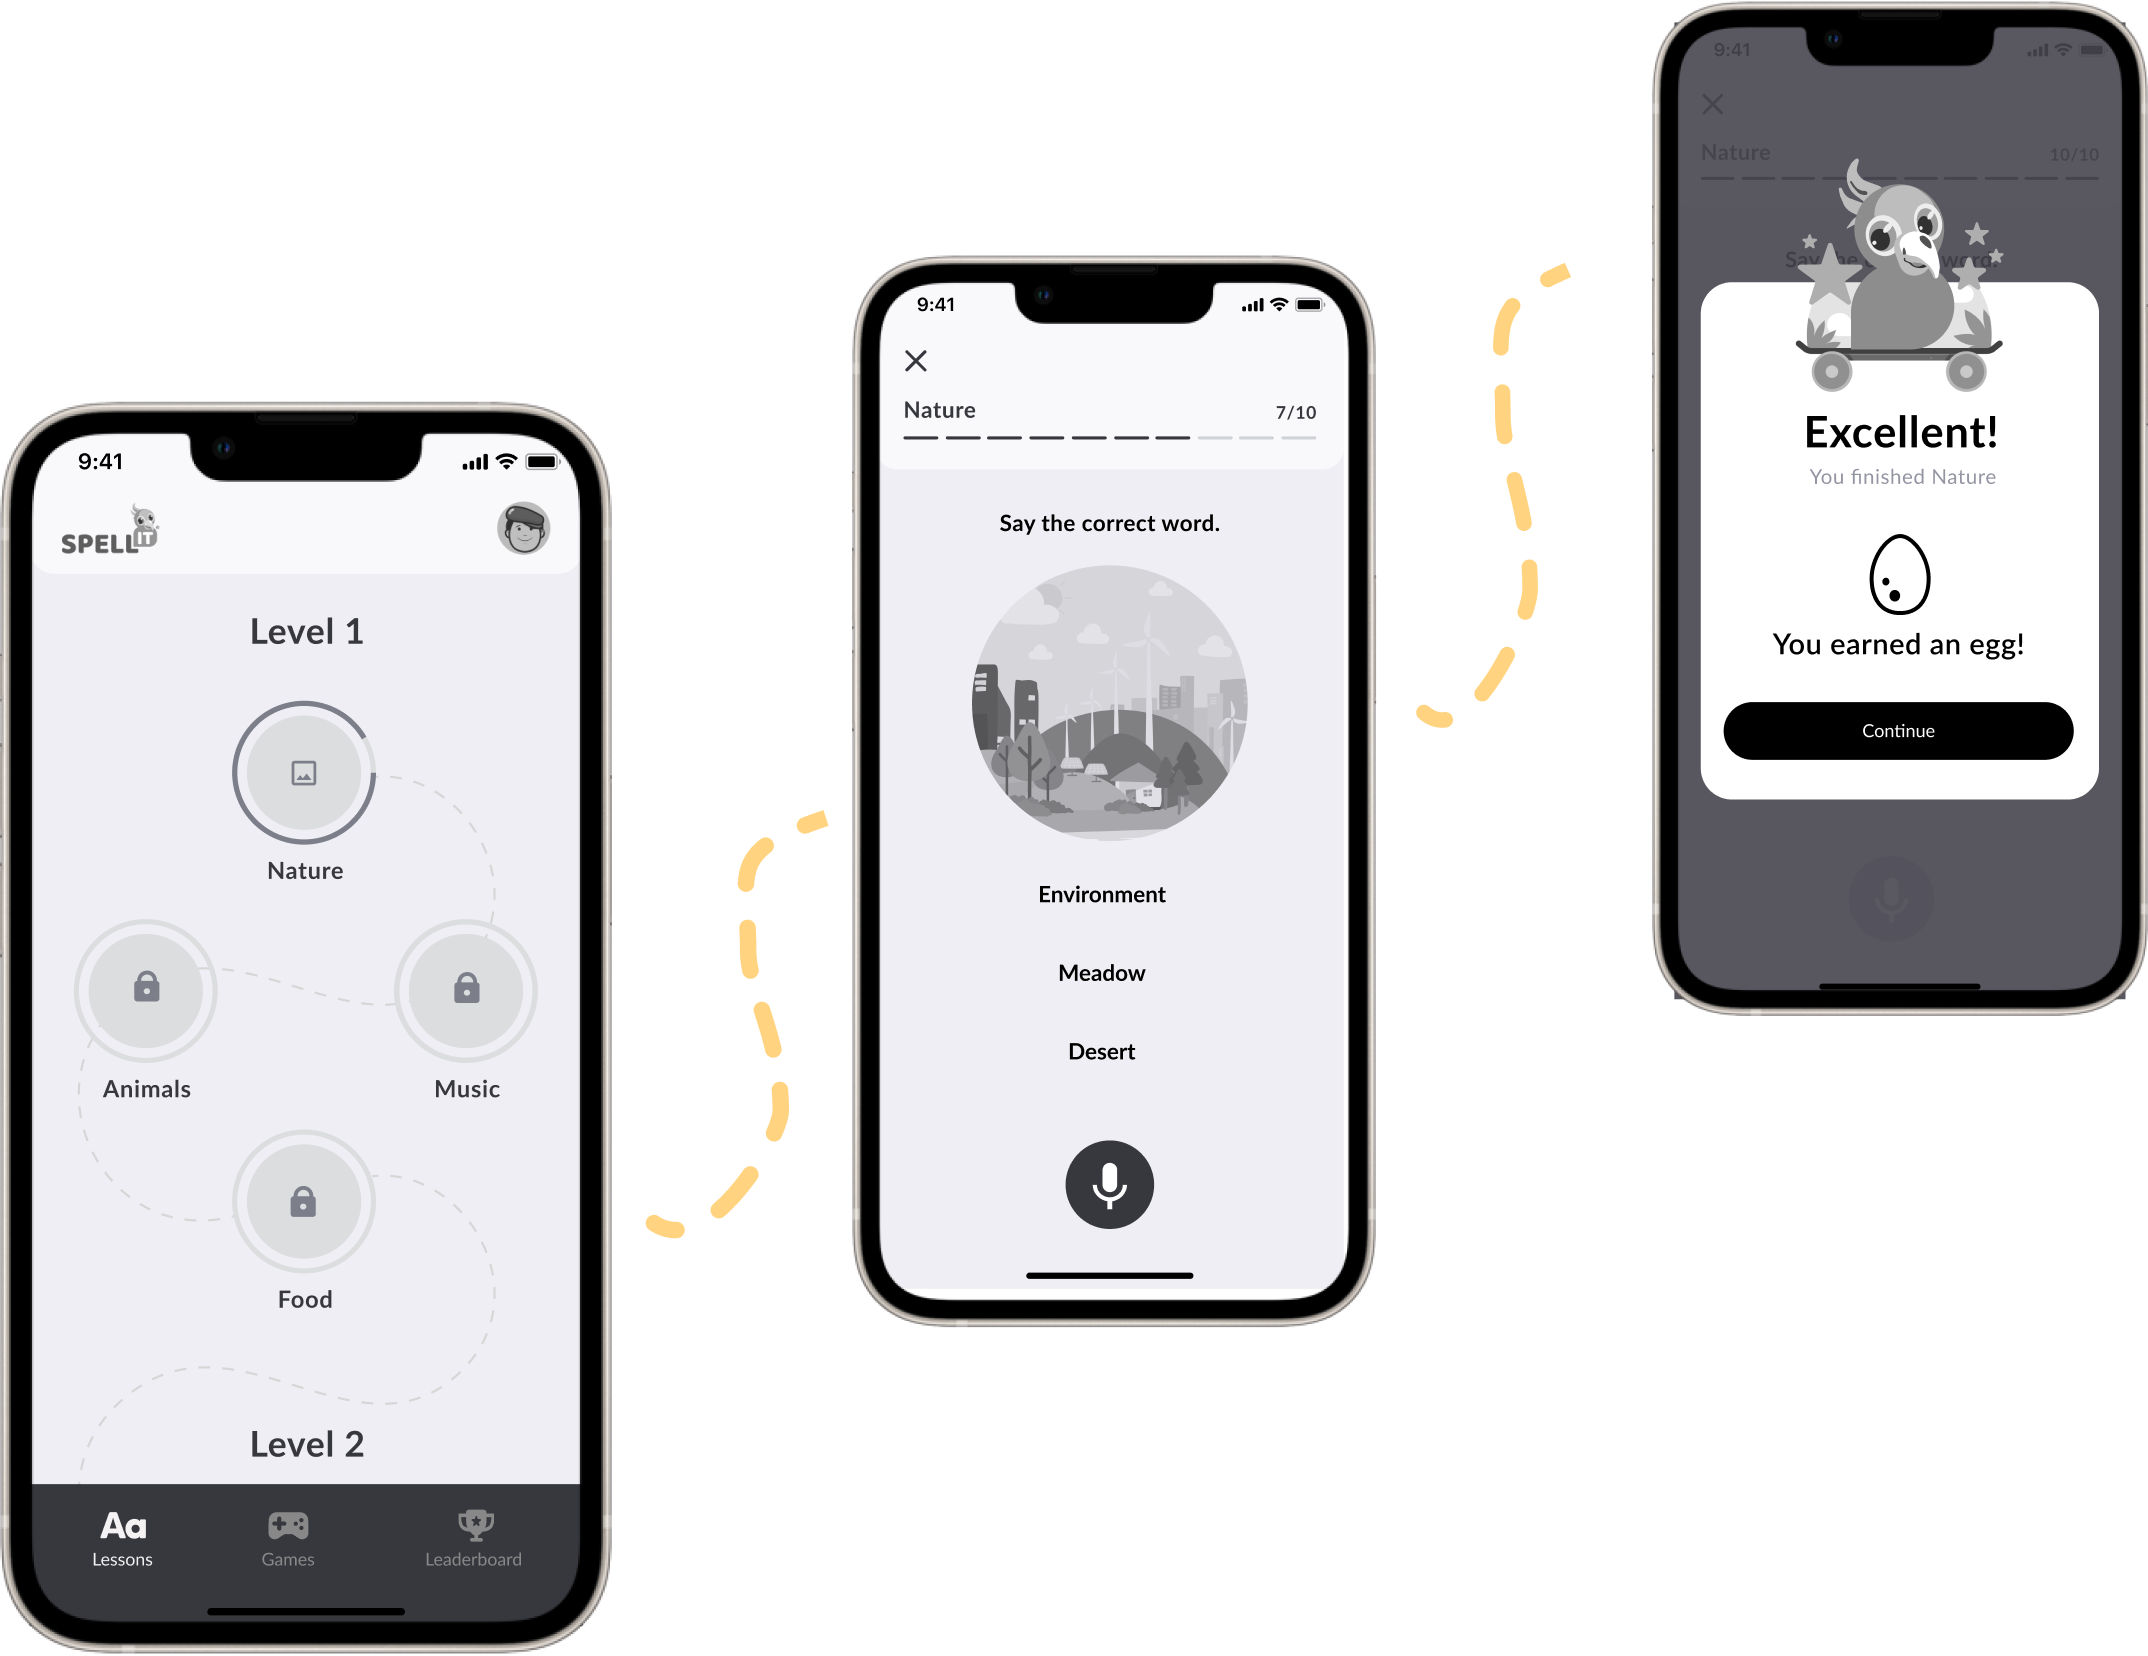 9:41
SPELL IT
Level 1
Nature
Animals
Music
Food
Level 2
Aa
Lessons
Games
Leaderboard
9:41
Nature
7/10
Say the correct word.
Environment
Meadow
Desert
9:41
Nature
10/10
Say the word.
Excellent!
You finished Nature
You earned an egg!
Continue